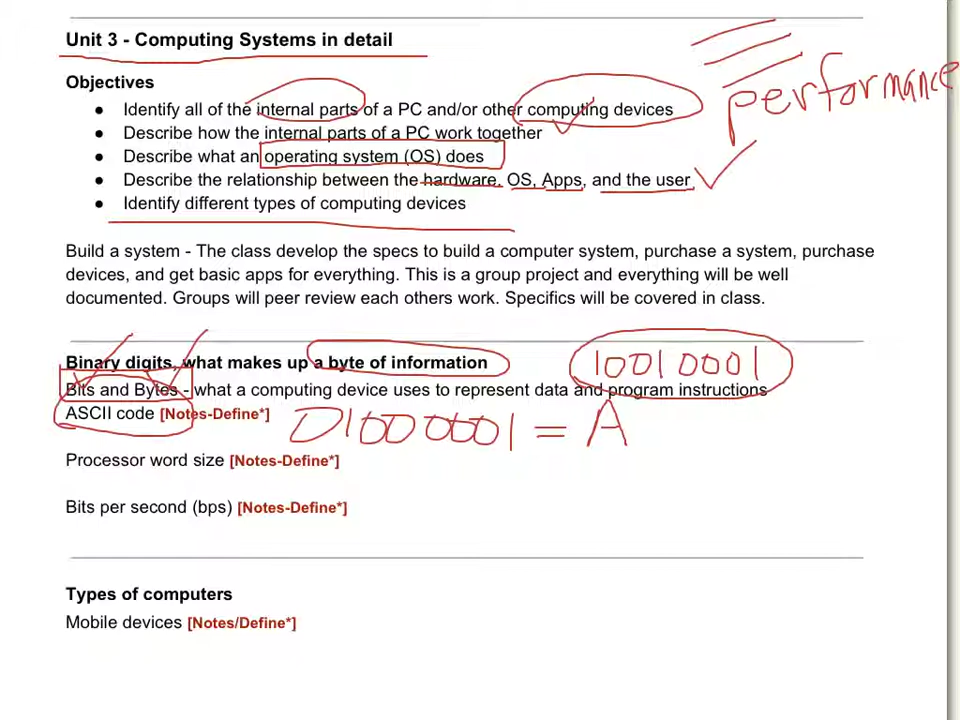 Unit 3 - Computing Systems in detail
performance
Objectives
● Identify all of the internal parts of a PC and/or other computing devices
● Describe how the internal parts of a PC work together
● Describe what an operating system (OS) does
● Describe the relationship between the hardware, OS, Apps, and the user
● Identify different types of computing devices
Build a system - The class develop the specs to build a computer system, purchase a system, purchase
devices, and get basic apps for everything. This is a group project and everything will be well
documented. Groups will peer review each others work. Specifics will be covered in class.
Binary digits, what makes up a byte of information
10010001
Bits and Bytes - what a computing device uses to represent data and program instructions
ASCII code [Notes-Define*]
01000001 = A
Processor word size [Notes-Define*]
Bits per second (bps) [Notes-Define*]
Types of computers
Mobile devices [Notes/Define*]